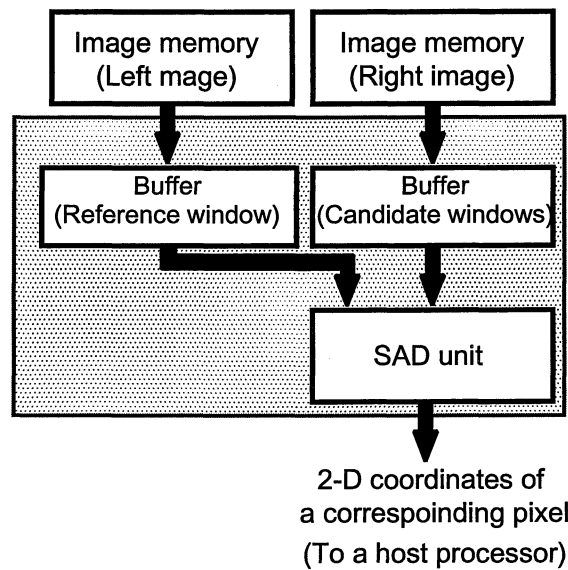 Image memory
(Left mage)
Image memory
(Right image)
Buffer
(Reference window)
Buffer
(Candidate windows)
SAD unit
2-D coordinates of
a correspoinding pixel
(To a host processor)